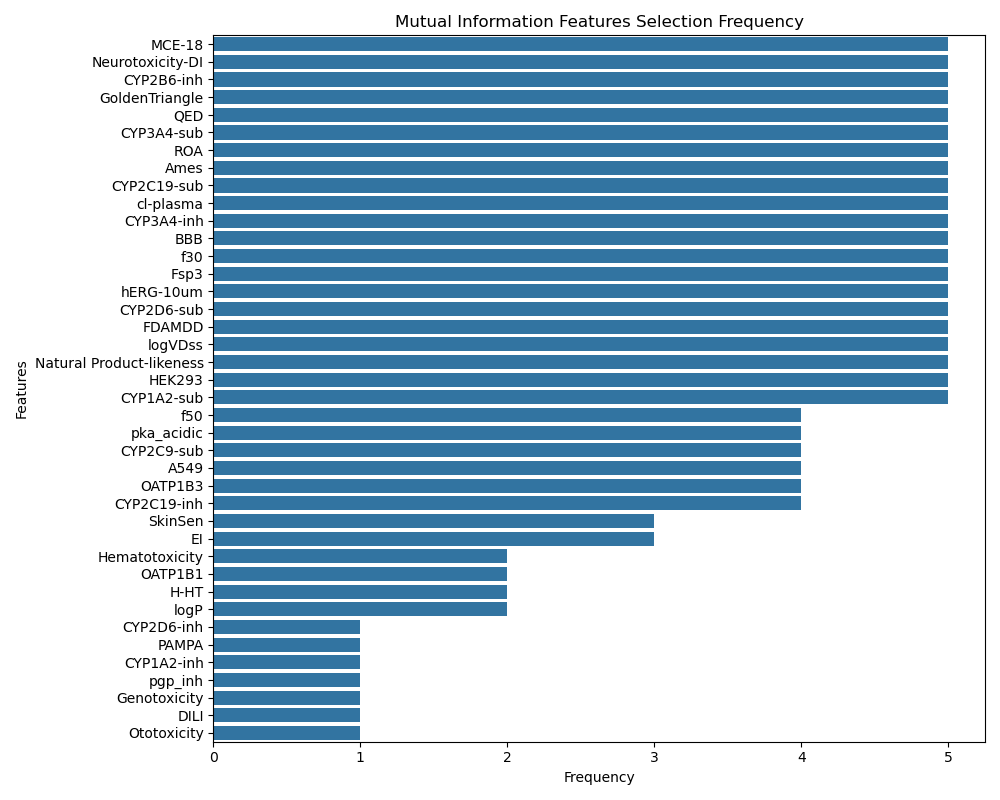 Mutual Information Features Selection Frequency
MCE-18
Neurotoxicity-DI
CYP2B6-inh
GoldenTriangle
QED
CYP3A4-sub
ROA
Ames
CYP2C19-sub
cl-plasma
CYP3A4-inh
BBB
f30
Fsp3
hERG-10um
CYP2D6-sub
FDAMDD
logVDss
Natural Product-likeness
HEK293
CYP1A2-sub
f50
pka_acidic
CYP2C9-sub
A549
OATP1B3
CYP2C19-inh
SkinSen
EI
Hematotoxicity
OATP1B1
H-HT
logP
CYP2D6-inh
PAMPA
CYP1A2-inh
pgp_inh
Genotoxicity
DILI
Ototoxicity
Features
0 1 2 3 4 5
Frequency